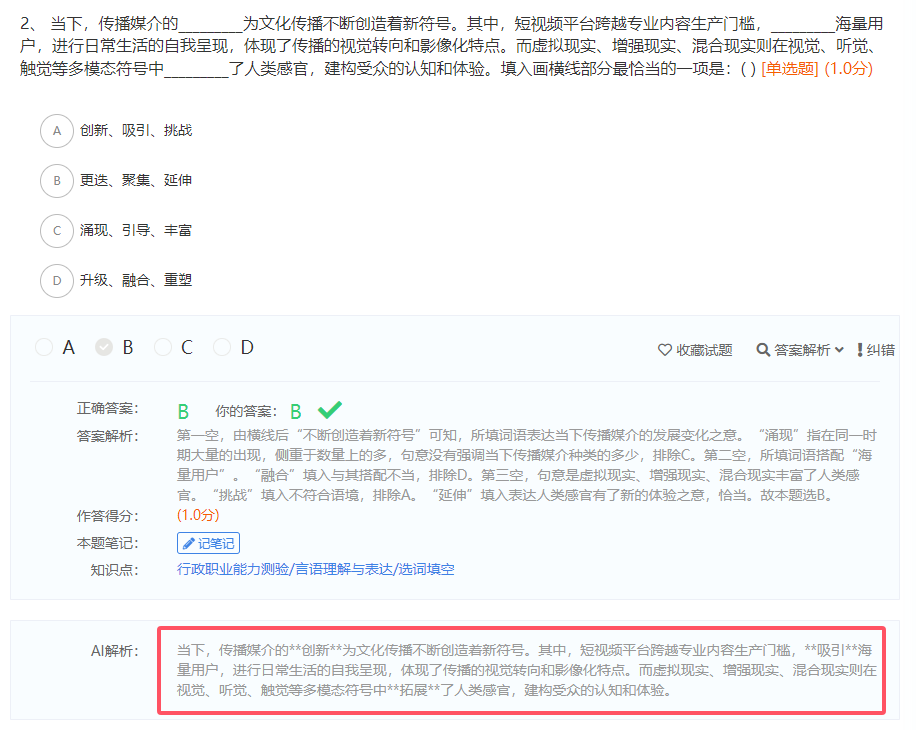 2、 当下，传播媒介的________为文化传播不断创造着新符号。其中，短视频平台跨越专业内容生产门槛，________海量用
户，进行日常生活的自我呈现，体现了传播的视觉转向和影像化特点。而虚拟现实、增强现实、混合现实则在视觉、听觉、
触觉等多模态符号中________了人类感官，建构受众的认知和体验。填入画横线部分最恰当的一项是：( ) [单选题] (1.0分)
A 创新、吸引、挑战
B 更迭、聚集、延伸
C 涌现、引导、丰富
D 升级、融合、重塑
A B C D
收藏试题 答案解析 纠错
正确答案： B 你的答案： B
答案解析： 第一空，由横线后“不断创造着新符号”可知，所填词语表达当下传播媒介的发展变化之意。“涌现”指在同一时
期大量的出现，侧重于数量上的多，句意没有强调当下传播媒介种类的多少，排除C。第二空，所填词语搭配“海
量用户”。“融合”填入与其搭配不当，排除D。第三空，句意是虚拟现实、增强现实、混合现实丰富了人类感
官。“挑战”填入不符合语境，排除A。“延伸”填入表达人类感官有了新的体验之意，恰当。故本题选B。
作答得分： (1.0分)
本题笔记： 记笔记
知识点： 行政职业能力测验/言语理解与表达/选词填空
AI解析： 当下，传播媒介的**创新**为文化传播不断创造着新符号。其中，短视频平台跨越专业内容生产门槛，**吸引**海
量用户，进行日常生活的自我呈现，体现了传播的视觉转向和影像化特点。而虚拟现实、增强现实、混合现实则在
视觉、听觉、触觉等多模态符号中**拓展**了人类感官，建构受众的认知和体验。